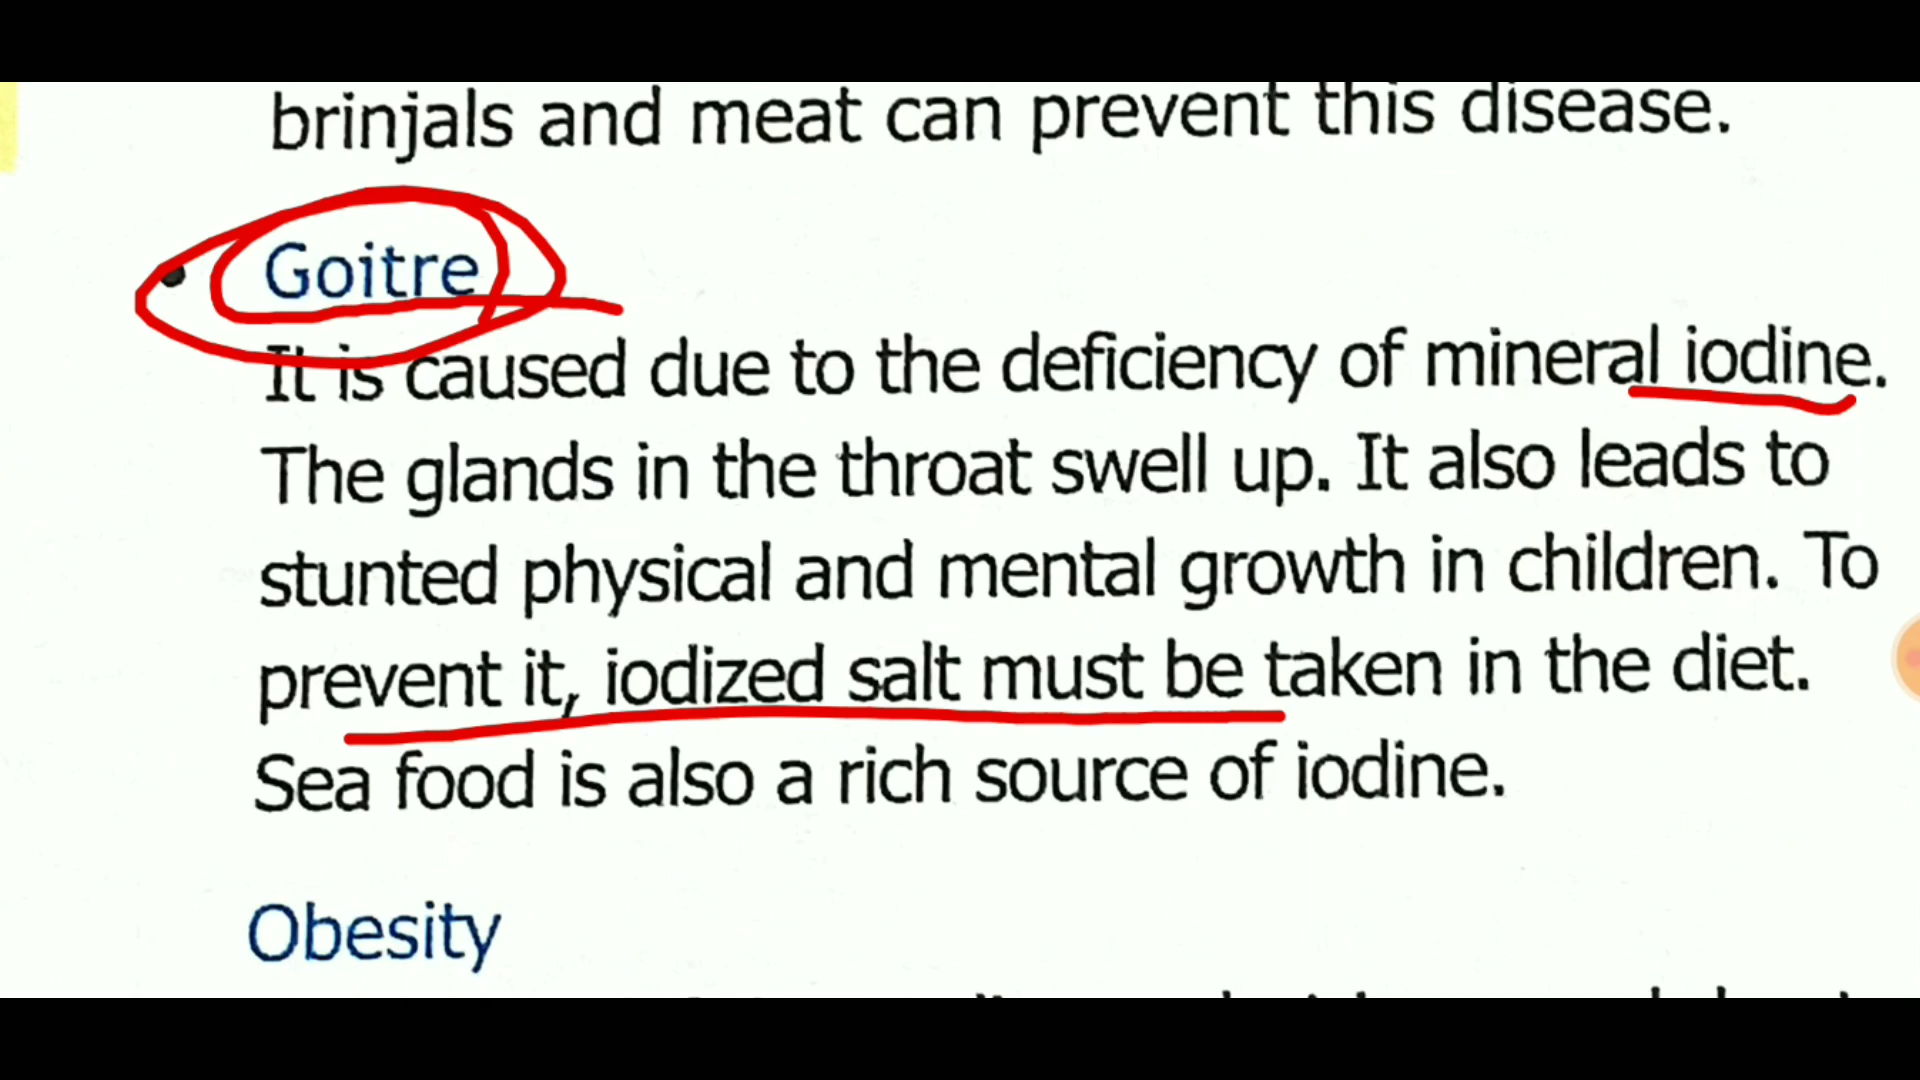 brinjals and meat can prevent this disease.
Goitre
It is caused due to the deficiency of mineral iodine.
The glands in the throat swell up. It also leads to
stunted physical and mental growth in children. To
prevent it, iodized salt must be taken in the diet.
Sea food is also a rich source of iodine.
Obesity